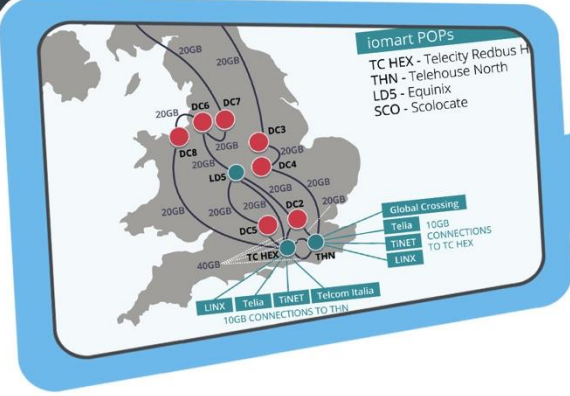 iomart POPs
TC HEX - Telecity Redbus H
THN - Telehouse North
LD5 - Equinix
SCO - Scolocate
20GB
20GB
20GB
DC6
DC7
DC8
20GB
DC3
20GB
DC4
20GB
LD5
20GB
20GB
20GB
20GB
20GB
DC2
DC5
TC HEX
THN
40GB
Global Crossing
Telia
TiNET
LINX
10GB
CONNECTIONS
TO TC HEX
LINX
Telia
TiNET
Telcom Italia
10GB CONNECTIONS TO THN